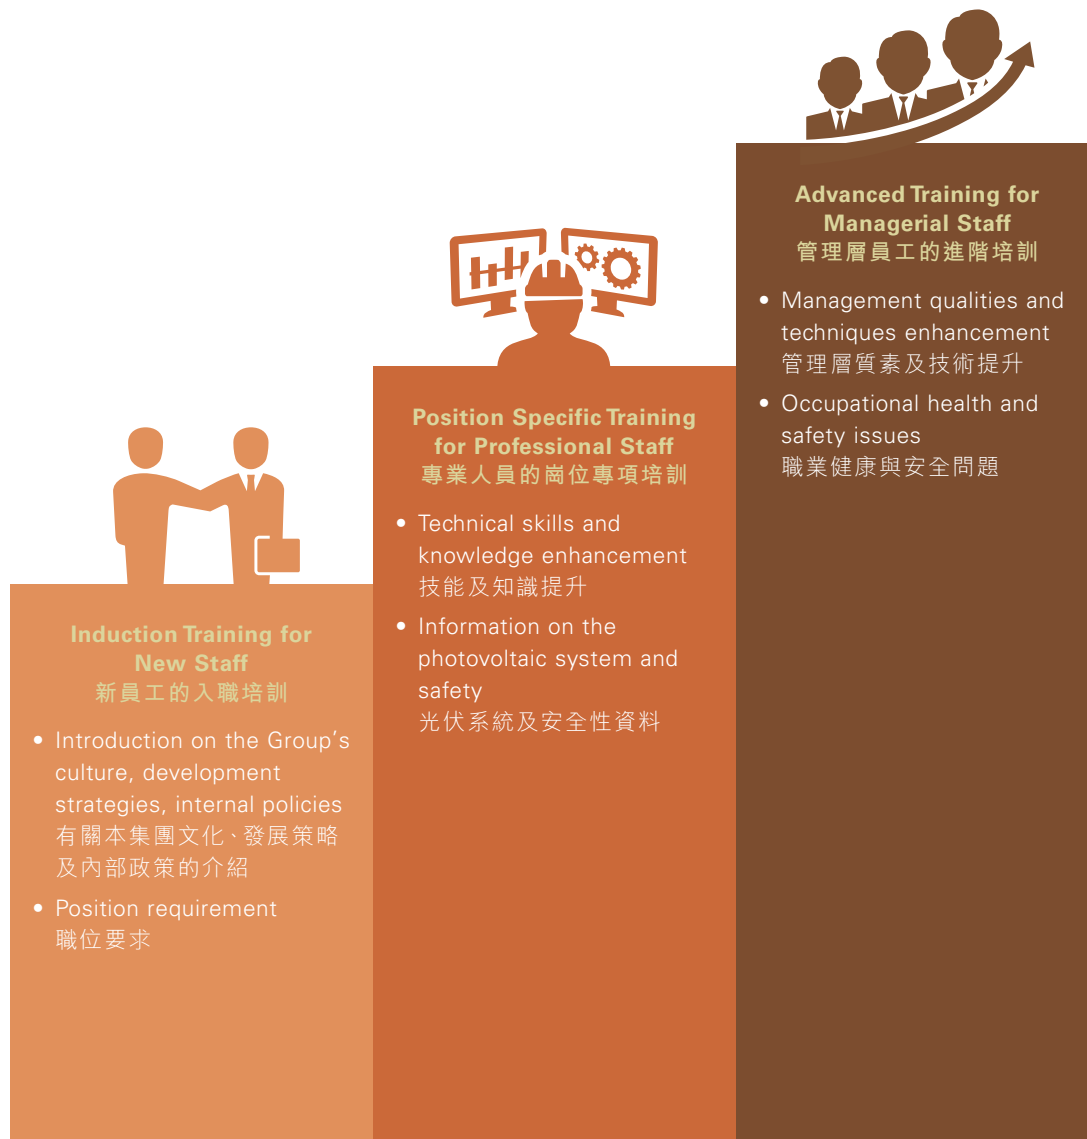 Induction Training for
New Staff
新員工的入職培訓
• Introduction on the Group's
culture, development
strategies, internal policies
有關本集團文化、發展策略
及內部政策的介紹
• Position requirement
職位要求
Position Specific Training
for Professional Staff
專業人員的崗位專項培訓
• Technical skills and
knowledge enhancement
技能及知識提升
• Information on the
photovoltaic system and
safety
光伏系統及安全性資料
Advanced Training for
Managerial Staff
管理層員工的進階培訓
• Management qualities and
techniques enhancement
管理層質素及技術提升
• Occupational health and
safety issues
職業健康與安全問題